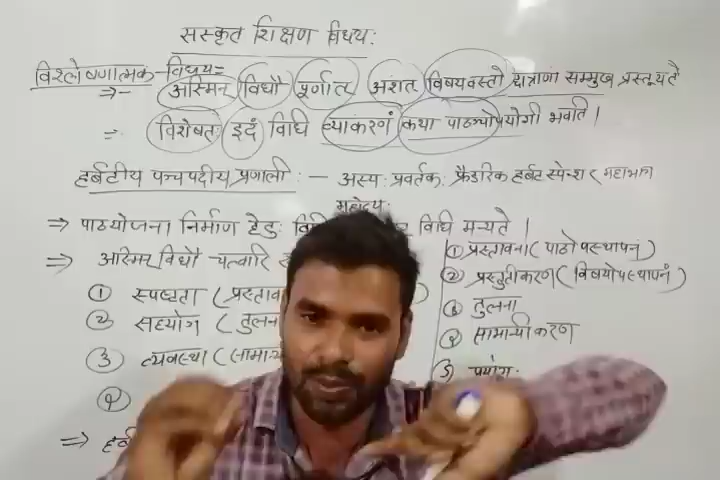 संस्कृत शिक्षण विधय:
विश्लेषणात्मक-विधय=
→- अस्मिन् विधौ पूर्णात् अंशात् विषयवस्तो छात्राणां सम्मुख प्रस्तूयते
→ विशेषत: इदं विधि व्याकरणं कथा पाठ्योपयोगी भवति।
हर्बर्टीय पञ्चपदीय प्रणाली :- अस्य: प्रवर्तक: फ्रैडरिक हर्बर्ट स्पेन्शर महाभाग
महोदय:
⇒ पाठयोजना निर्माण हेतु: विधि मन्यते।
⇒ अस्मिन् विधौ चत्वारि
① स्पष्टता (प्रस्ताव
② सहयोग (तुलना
③ व्यवस्था (सामान्य
④
⇒
① प्रस्तावना (पाठोपस्थापनं)
② प्रस्तुतीकरण (विषयोपस्थापनं)
③ तुलना
④ सामान्यीकरण
⑤ प्रयोग: